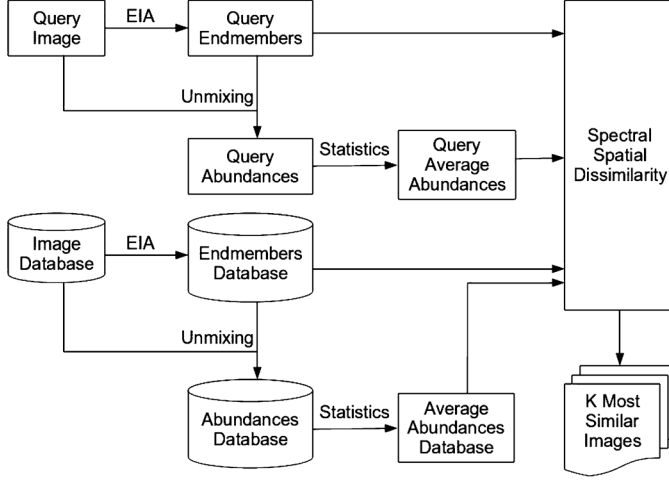 Query
Image
EIA
Query
Endmembers
Unmixing
Query
Abundances
Statistics
Query
Average
Abundances
Spectral
Spatial
Dissimilarity
Image
Database
EIA
Endmembers
Database
Unmixing
Abundances
Database
Statistics
Average
Abundances
Database
K Most
Similar
Images